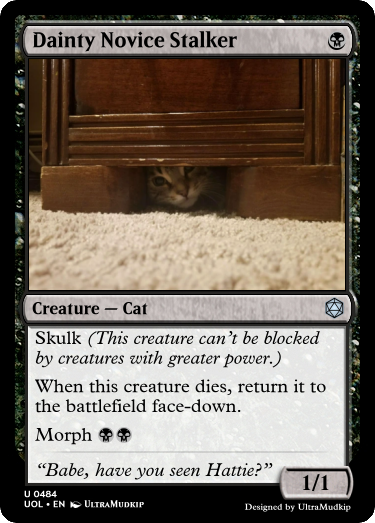 Dainty Novice Stalker
Creature — Cat
Skulk (This creature can't be blocked
by creatures with greater power.)
When this creature dies, return it to
the battlefield face-down.
Morph
“Babe, have you seen Hattie?”
1/1
U 0484
UOL • EN UltraMudkip
Designed by UltraMudkip